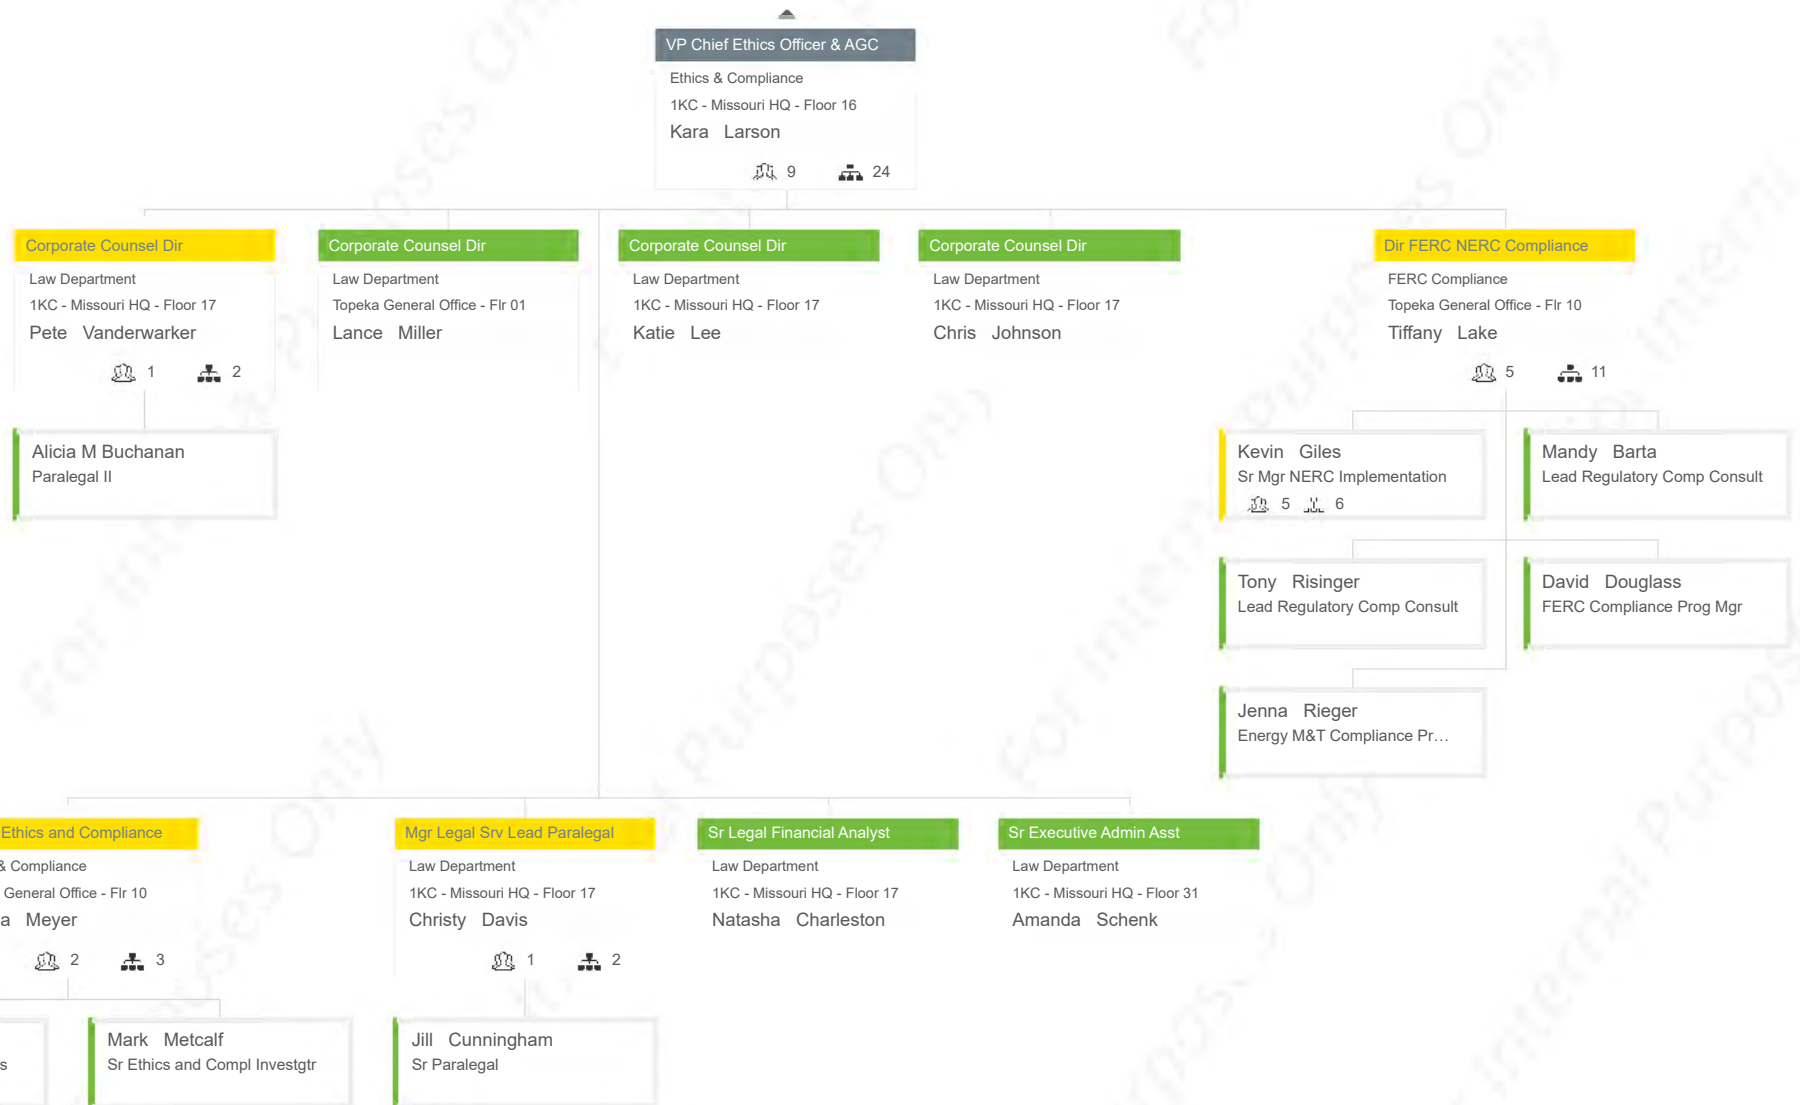 VP Chief Ethics Officer & AGC
Ethics & Compliance
1KC - Missouri HQ - Floor 16
Kara Larson
9 24
Corporate Counsel Dir
Law Department
1KC - Missouri HQ - Floor 17
Pete Vanderwarker
1 2
Alicia M Buchanan
Paralegal II
Corporate Counsel Dir
Law Department
Topeka General Office - Flr 01
Lance Miller
Corporate Counsel Dir
Law Department
1KC - Missouri HQ - Floor 17
Katie Lee
Corporate Counsel Dir
Law Department
1KC - Missouri HQ - Floor 17
Chris Johnson
Dir FERC NERC Compliance
FERC Compliance
Topeka General Office - Flr 10
Tiffany Lake
5 11
Kevin Giles
Sr Mgr NERC Implementation
5 6
Mandy Barta
Lead Regulatory Comp Consult
Tony Risinger
Lead Regulatory Comp Consult
David Douglass
FERC Compliance Prog Mgr
Jenna Rieger
Energy M&T Compliance Pr…
Ethics and Compliance
& Compliance
General Office - Flr 10
a Meyer
2 3
s
Mark Metcalf
Sr Ethics and Compl Investgtr
Mgr Legal Srv Lead Paralegal
Law Department
1KC - Missouri HQ - Floor 17
Christy Davis
1 2
Jill Cunningham
Sr Paralegal
Sr Legal Financial Analyst
Law Department
1KC - Missouri HQ - Floor 17
Natasha Charleston
Sr Executive Admin Asst
Law Department
1KC - Missouri HQ - Floor 31
Amanda Schenk
For Internal Purposes Only